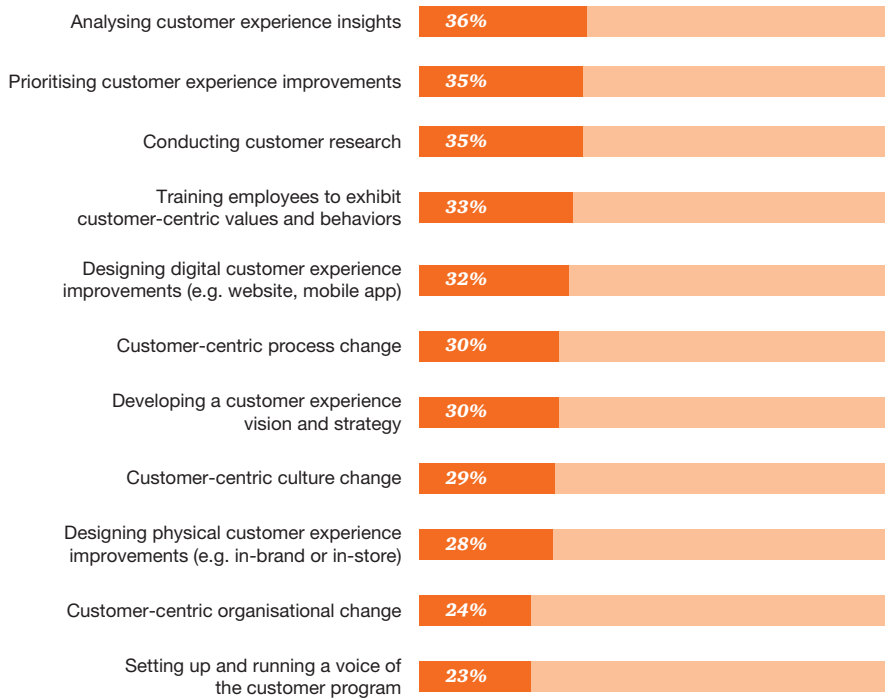 Analysing customer experience insights
36%
Prioritising customer experience improvements
35%
Conducting customer research
35%
Training employees to exhibit
customer-centric values and behaviors
33%
Designing digital customer experience
improvements (e.g. website, mobile app)
32%
Customer-centric process change
30%
Developing a customer experience
vision and strategy
30%
Customer-centric culture change
29%
Designing physical customer experience
improvements (e.g. in-brand or in-store)
28%
Customer-centric organisational change
24%
Setting up and running a voice of
the customer program
23%